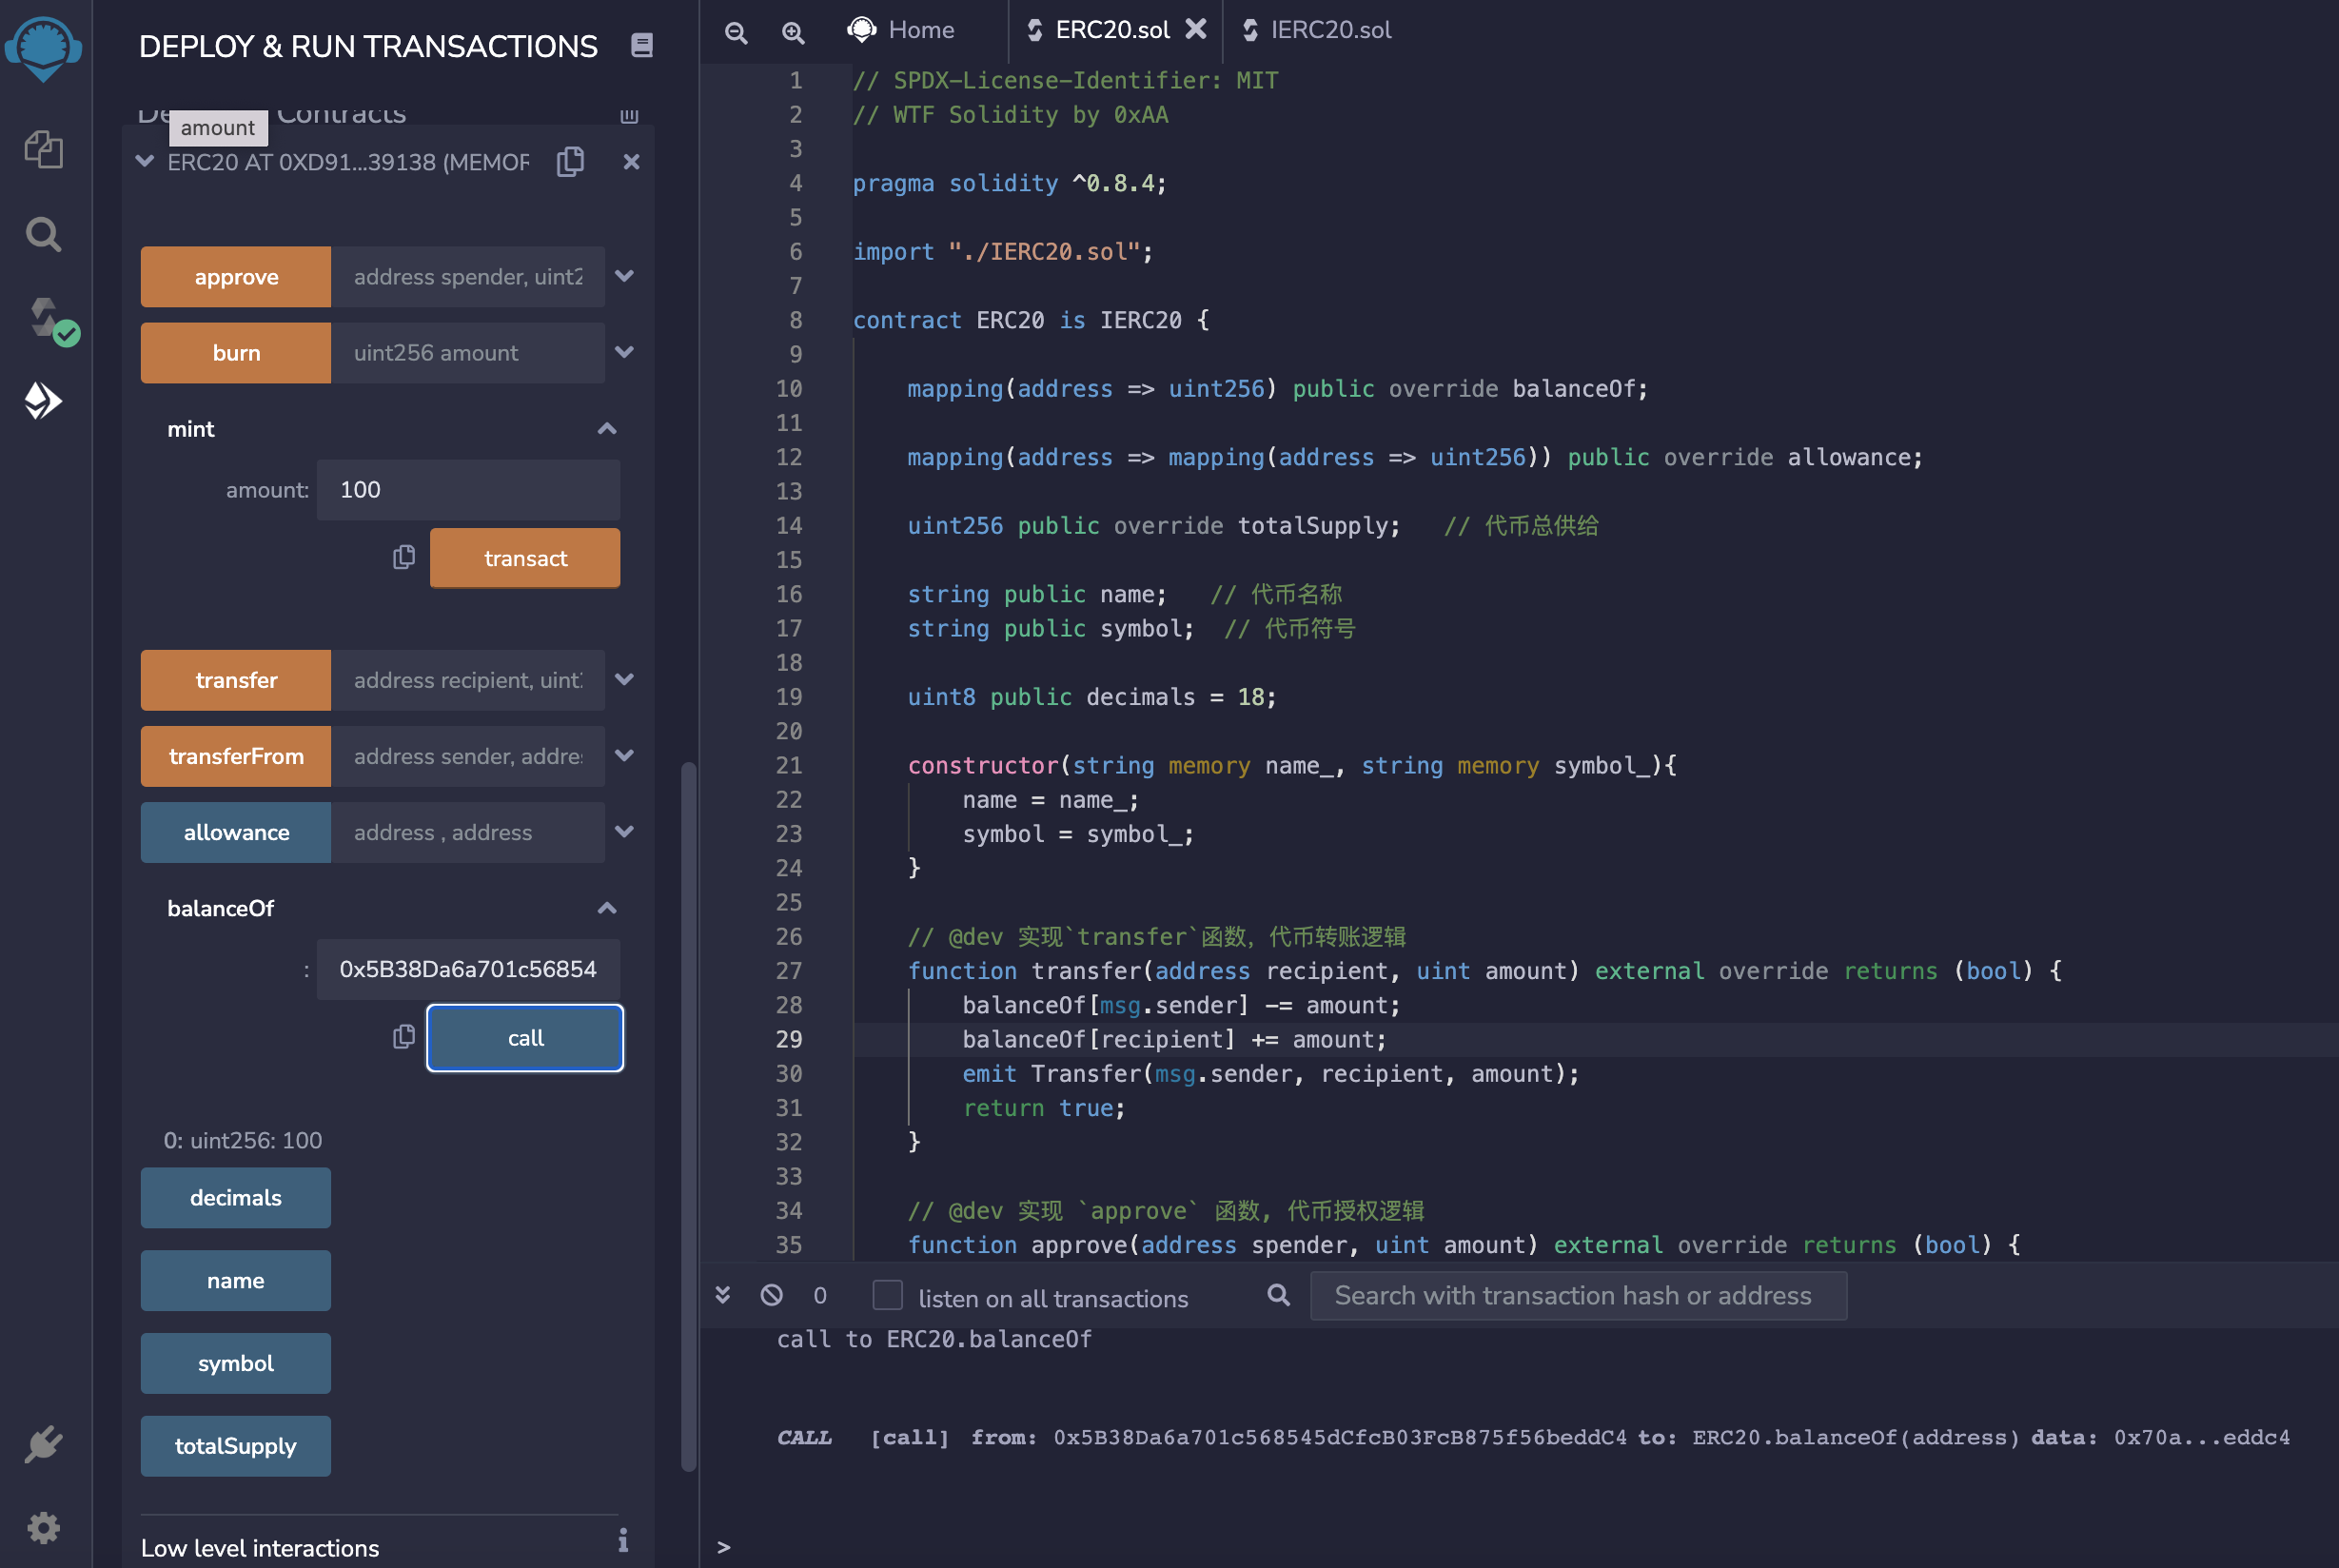 DEPLOY & RUN TRANSACTIONS
Contracts
amount
ERC20 AT 0XD91...39138 (MEMOR
approve
address spender, uint2
burn
uint256 amount
mint
amount:
100
transact
transfer
address recipient, uint
transferFrom
address sender, addre
allowance
address , address
balanceOf
:
0x5B38Da6a701c56854
call
0: uint256: 100
decimals
name
symbol
totalSupply
Low level interactions
Home
ERC20.sol
IERC20.sol
1 // SPDX-License-Identifier: MIT
2 // WTF Solidity by 0xAA
3
4 pragma solidity ^0.8.4;
5
6 import "./IERC20.sol";
7
8 contract ERC20 is IERC20 {
9
10 mapping(address => uint256) public override balanceOf;
11
12 mapping(address => mapping(address => uint256)) public override allowance;
13
14 uint256 public override totalSupply;   // 代币总供给
15
16 string public name;   // 代币名称
17 string public symbol;  // 代币符号
18
19 uint8 public decimals = 18;
20
21 constructor(string memory name_, string memory symbol_){
22 name = name_;
23 symbol = symbol_;
24 }
25
26 // @dev 实现`transfer`函数，代币转账逻辑
27 function transfer(address recipient, uint amount) external override returns (bool) {
28 balanceOf[msg.sender] -= amount;
29 balanceOf[recipient] += amount;
30 emit Transfer(msg.sender, recipient, amount);
31 return true;
32 }
33
34 // @dev 实现 `approve` 函数, 代币授权逻辑
35 function approve(address spender, uint amount) external override returns (bool) {
0
listen on all transactions
Search with transaction hash or address
call to ERC20.balanceOf
CALL [call] from: 0x5B38Da6a701c568545dCfcB03FcB875f56beddC4 to: ERC20.balanceOf(address) data: 0x70a...eddc4
>